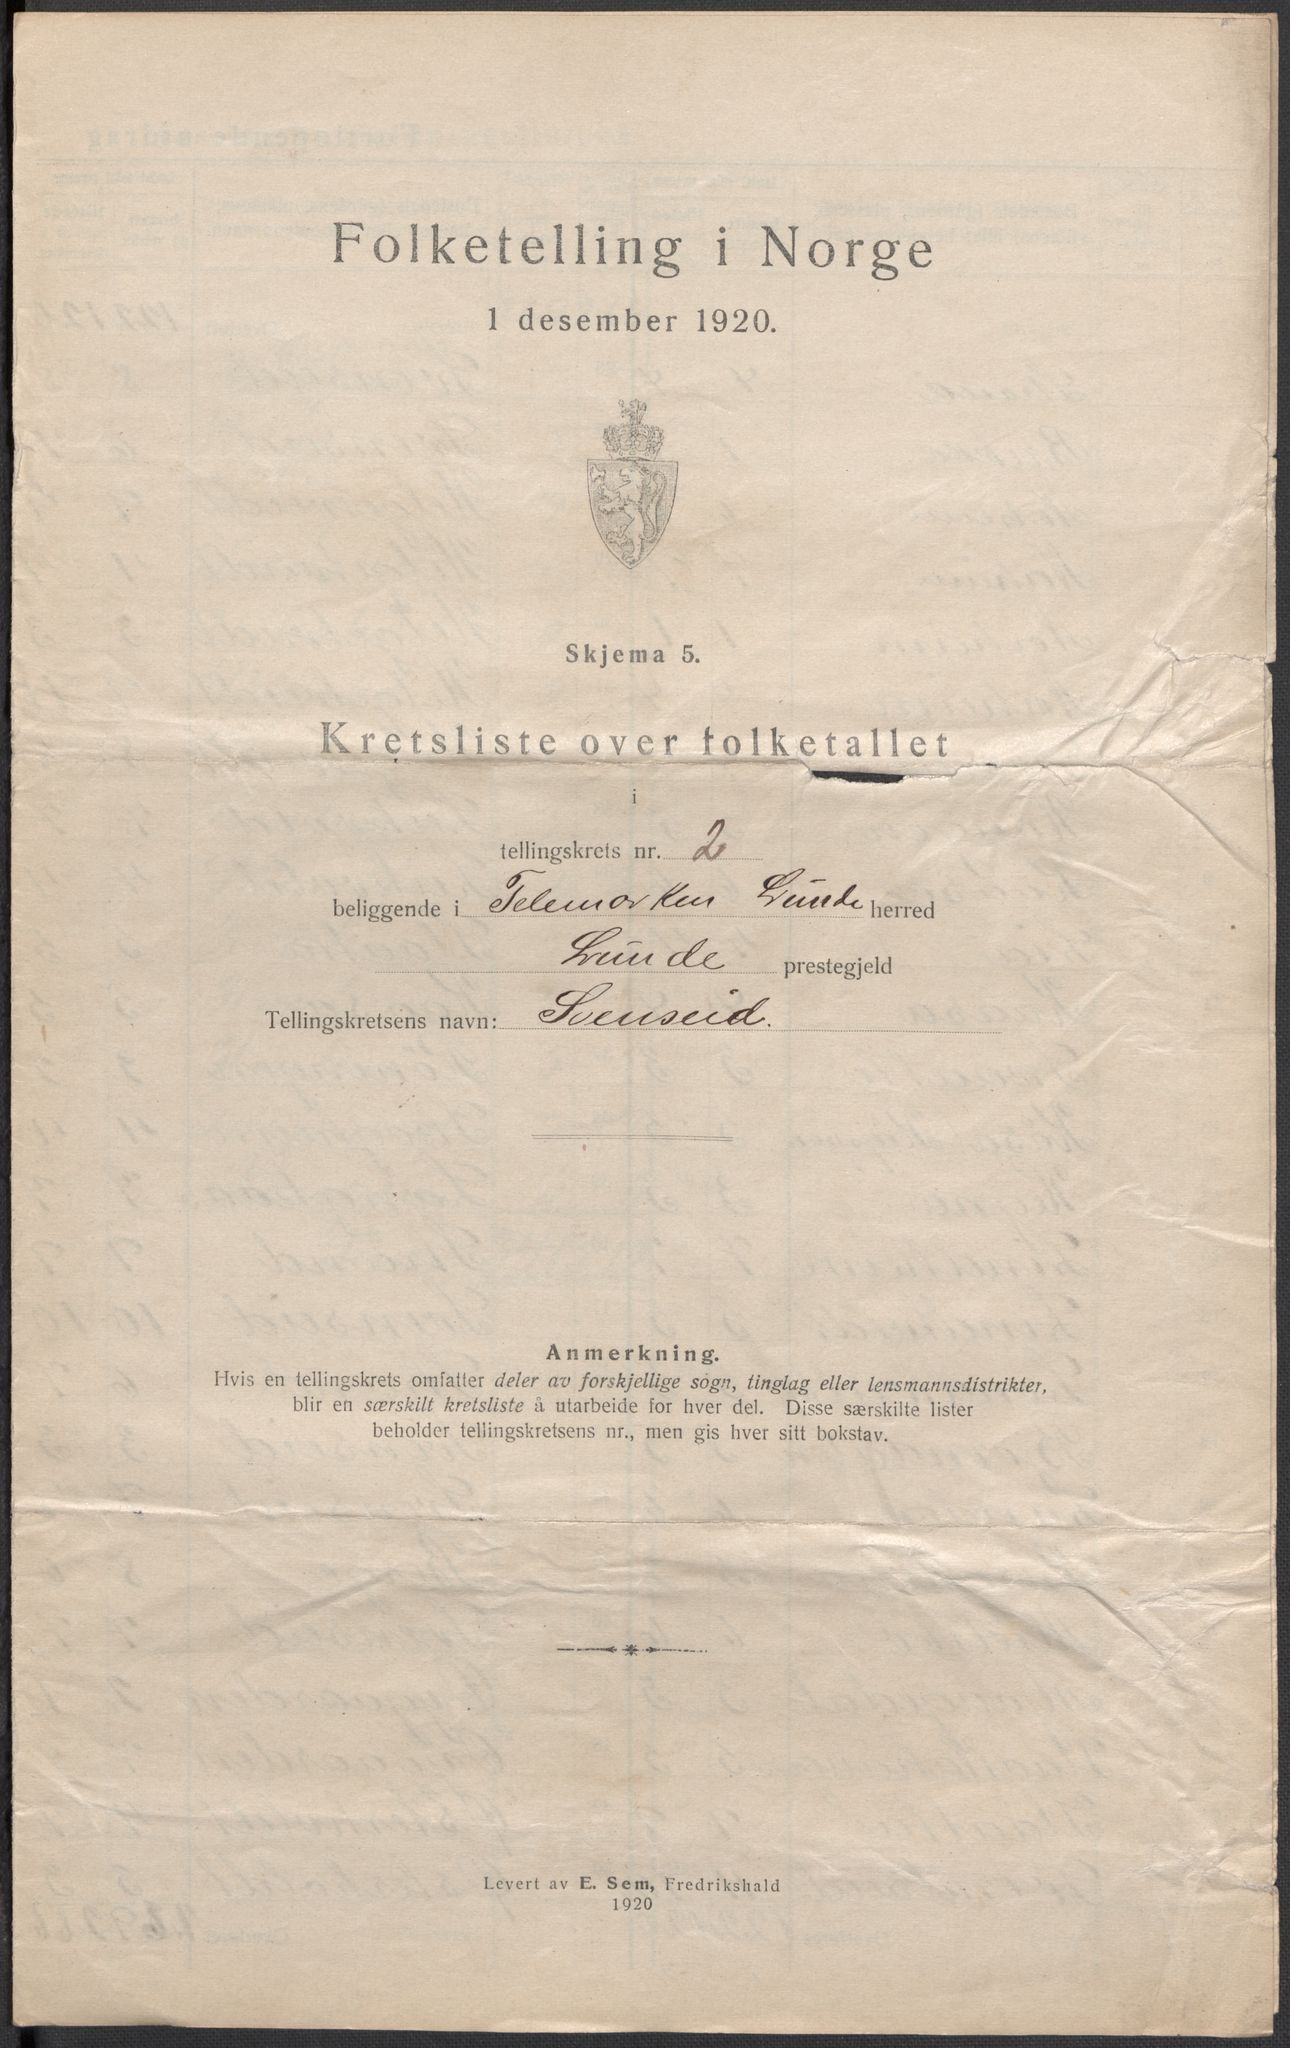 Folketelling i Norge
1 desember 1920.
Skjema 5.
Kretsliste over folketallet
i
tellingskrets nr. 2
beliggende i Telemarken Lunde herred
Lunde prestegjeld
Tellingskretsens navn: Svenseid.
Anmerkning.
Hvis en tellingskrets omfatter deler av forskjellige sogn, tinglag eller lensmannsdistrikter,
blir en særskilt kretsliste å utarbeide for hver del. Disse særskilte lister
beholder tellingskretsens nr., men gis hver sitt bokstav.
Levert av E. Sem, Fredrikshald
1920